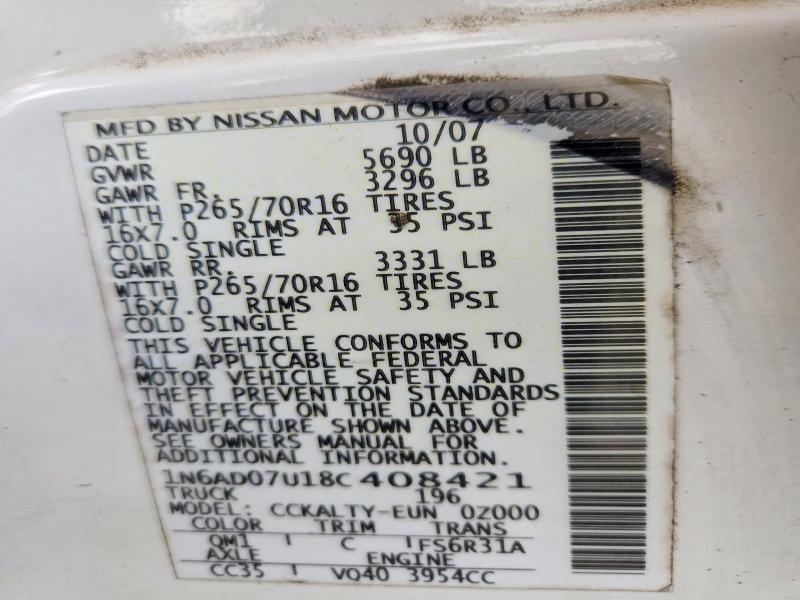 MFD BY NISSAN MOTOR CO., LTD.
DATE 10/07
GVWR 5690 LB
GAWR FR. 3296 LB
WITH P265/70R16 TIRES
16X7.0 RIMS AT 35 PSI
COLD SINGLE
GAWR RR. 3331 LB
WITH P265/70R16 TIRES
16X7.0 RIMS AT 35 PSI
COLD SINGLE
THIS VEHICLE CONFORMS TO
ALL APPLICABLE FEDERAL
MOTOR VEHICLE SAFETY AND
THEFT PREVENTION STANDARDS
IN EFFECT ON THE DATE OF
MANUFACTURE SHOWN ABOVE.
SEE OWNERS MANUAL FOR
ADDITIONAL INFORMATION.
1N6AD07U18C408421
TRUCK 196
MODEL: CCKALTY-EUN 0Z000
COLOR TRIM TRANS
QM1 C FS6R31A
AXLE ENGINE
CC35 VQ40 3954CC